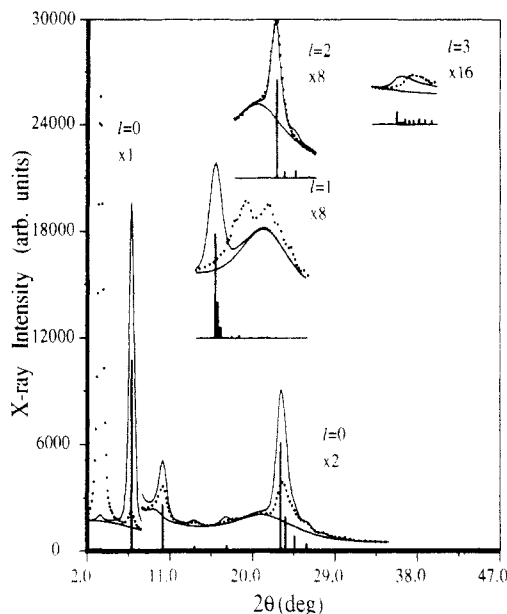 30000
24000
18000
12000
6000
0
X-ray Intensity (arb. units)
l=0
x1
l=2
x8
l=3
x16
l=1
x8
l=0
x2
2.0
11.0
20.0
29.0
38.0
47.0
2θ(deg)